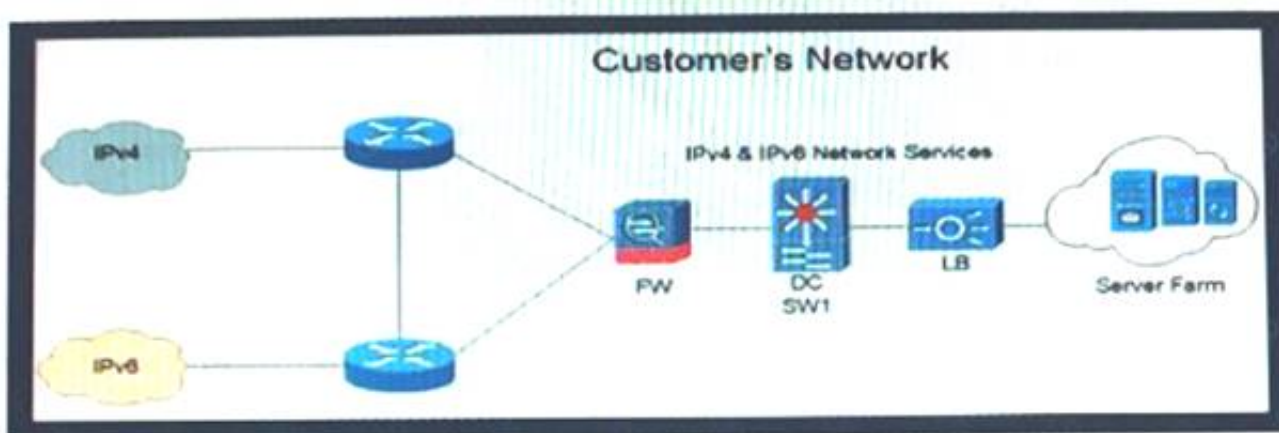 Customer's Network
IPv4
IPv4 & IPv6 Network Services
FW
DC
SW1
LB
Server Farm
IPv6